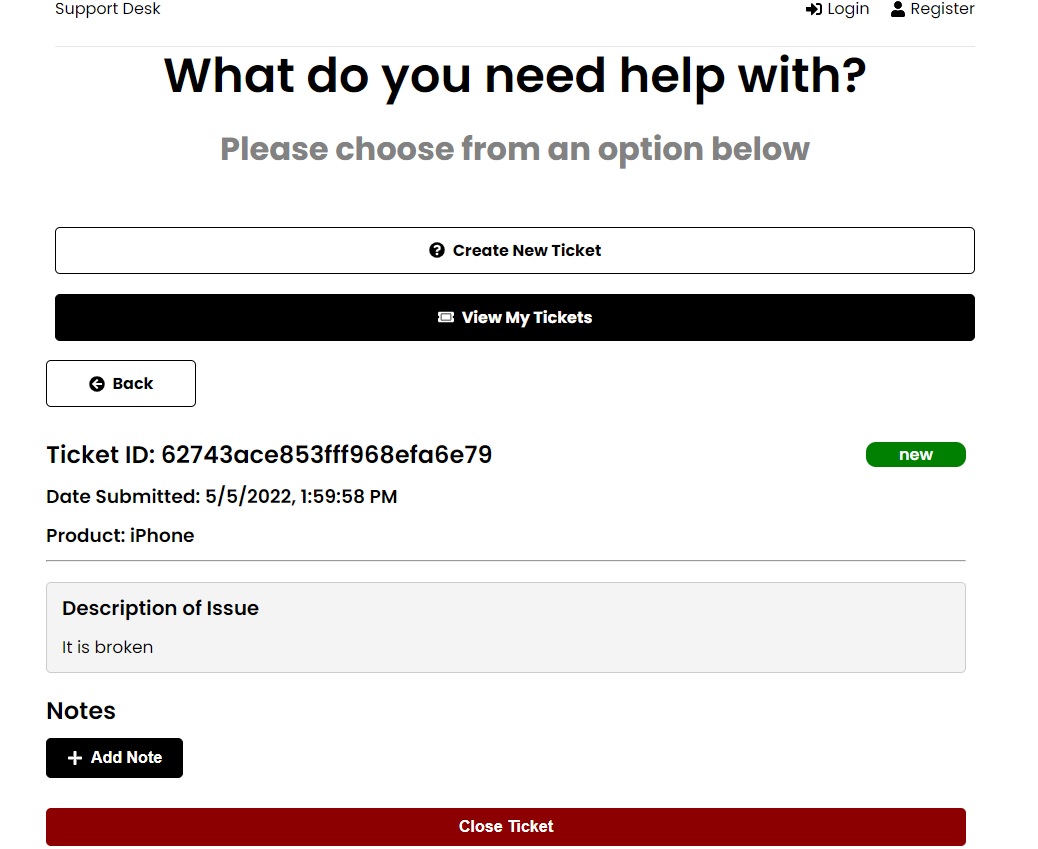 Support Desk
Login
Register
What do you need help with?
Please choose from an option below
Create New Ticket
View My Tickets
Back
Ticket ID: 62743ace853fff968efa6e79
new
Date Submitted: 5/5/2022, 1:59:58 PM
Product: iPhone
Description of Issue
It is broken
Notes
Add Note
Close Ticket